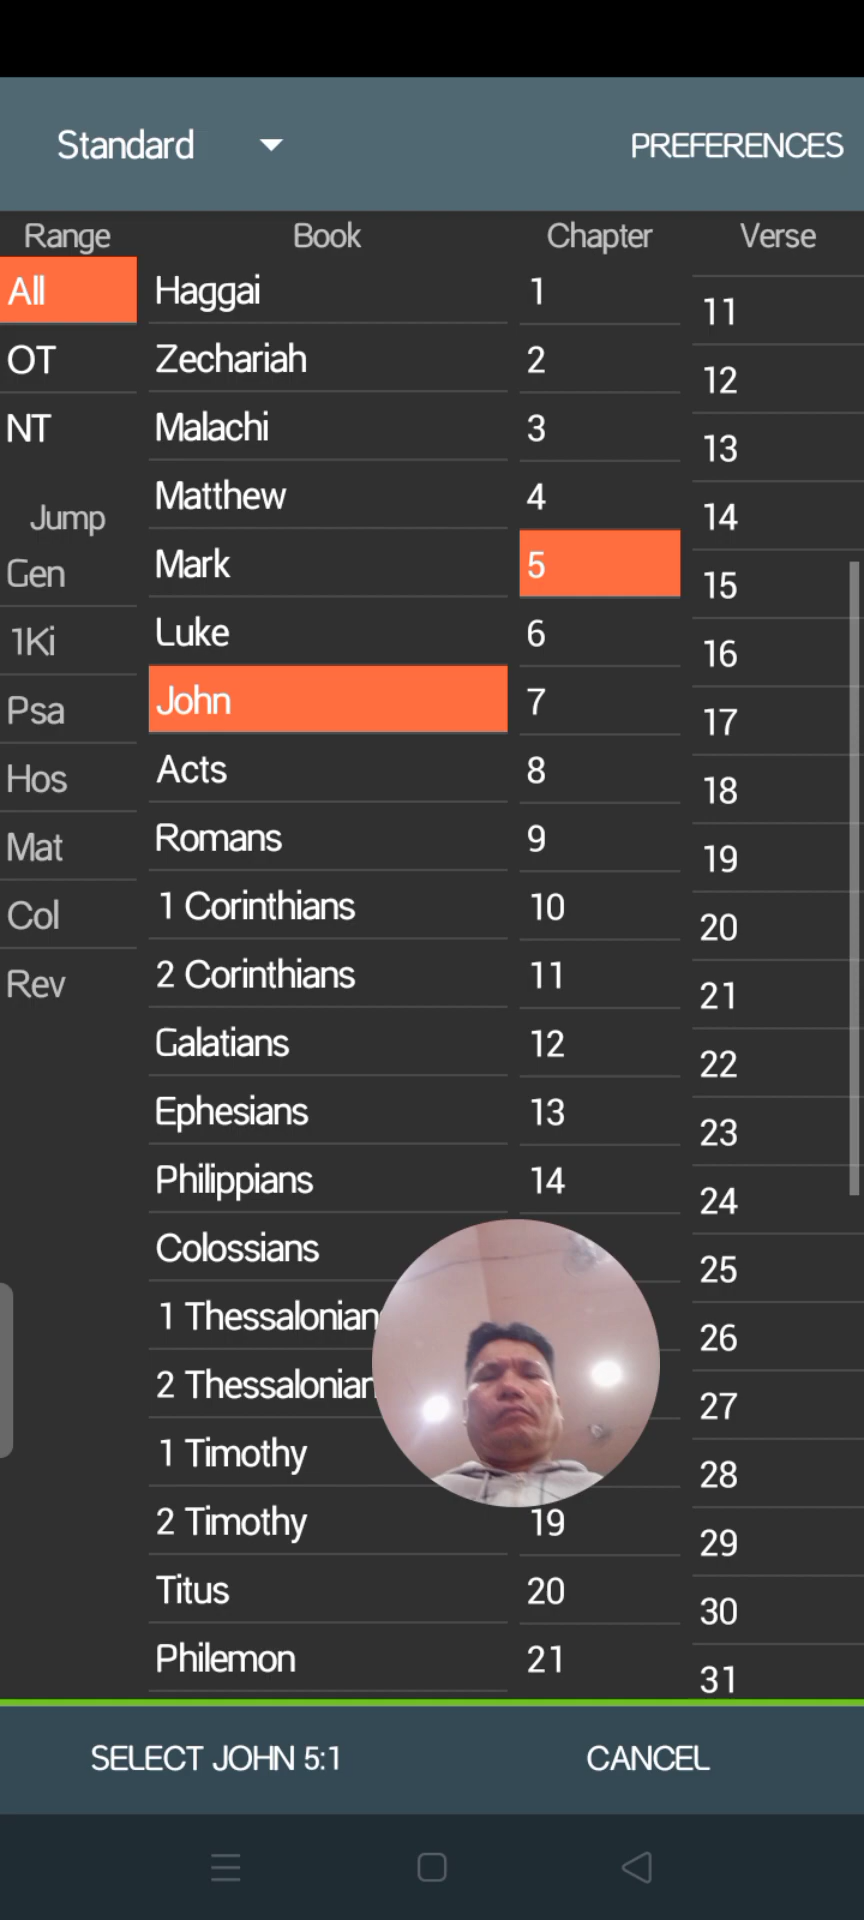 Standard PREFERENCES
Range Book Chapter Verse
All Haggai 1 11
OT Zechariah 2 12
NT Malachi 3 13
Matthew 4 14
Jump
Gen Mark 5 15
1Ki Luke 6 16
Psa John 7 17
Hos Acts 8 18
Mat Romans 9 19
Col 1 Corinthians 10 20
Rev 2 Corinthians 11 21
Galatians 12 22
Ephesians 13 23
Philippians 14 24
Colossians 25
1 Thessalonian 26
2 Thessalonian 27
1 Timothy 28
2 Timothy 19 29
Titus 20 30
Philemon 21 31
SELECT JOHN 5:1 CANCEL